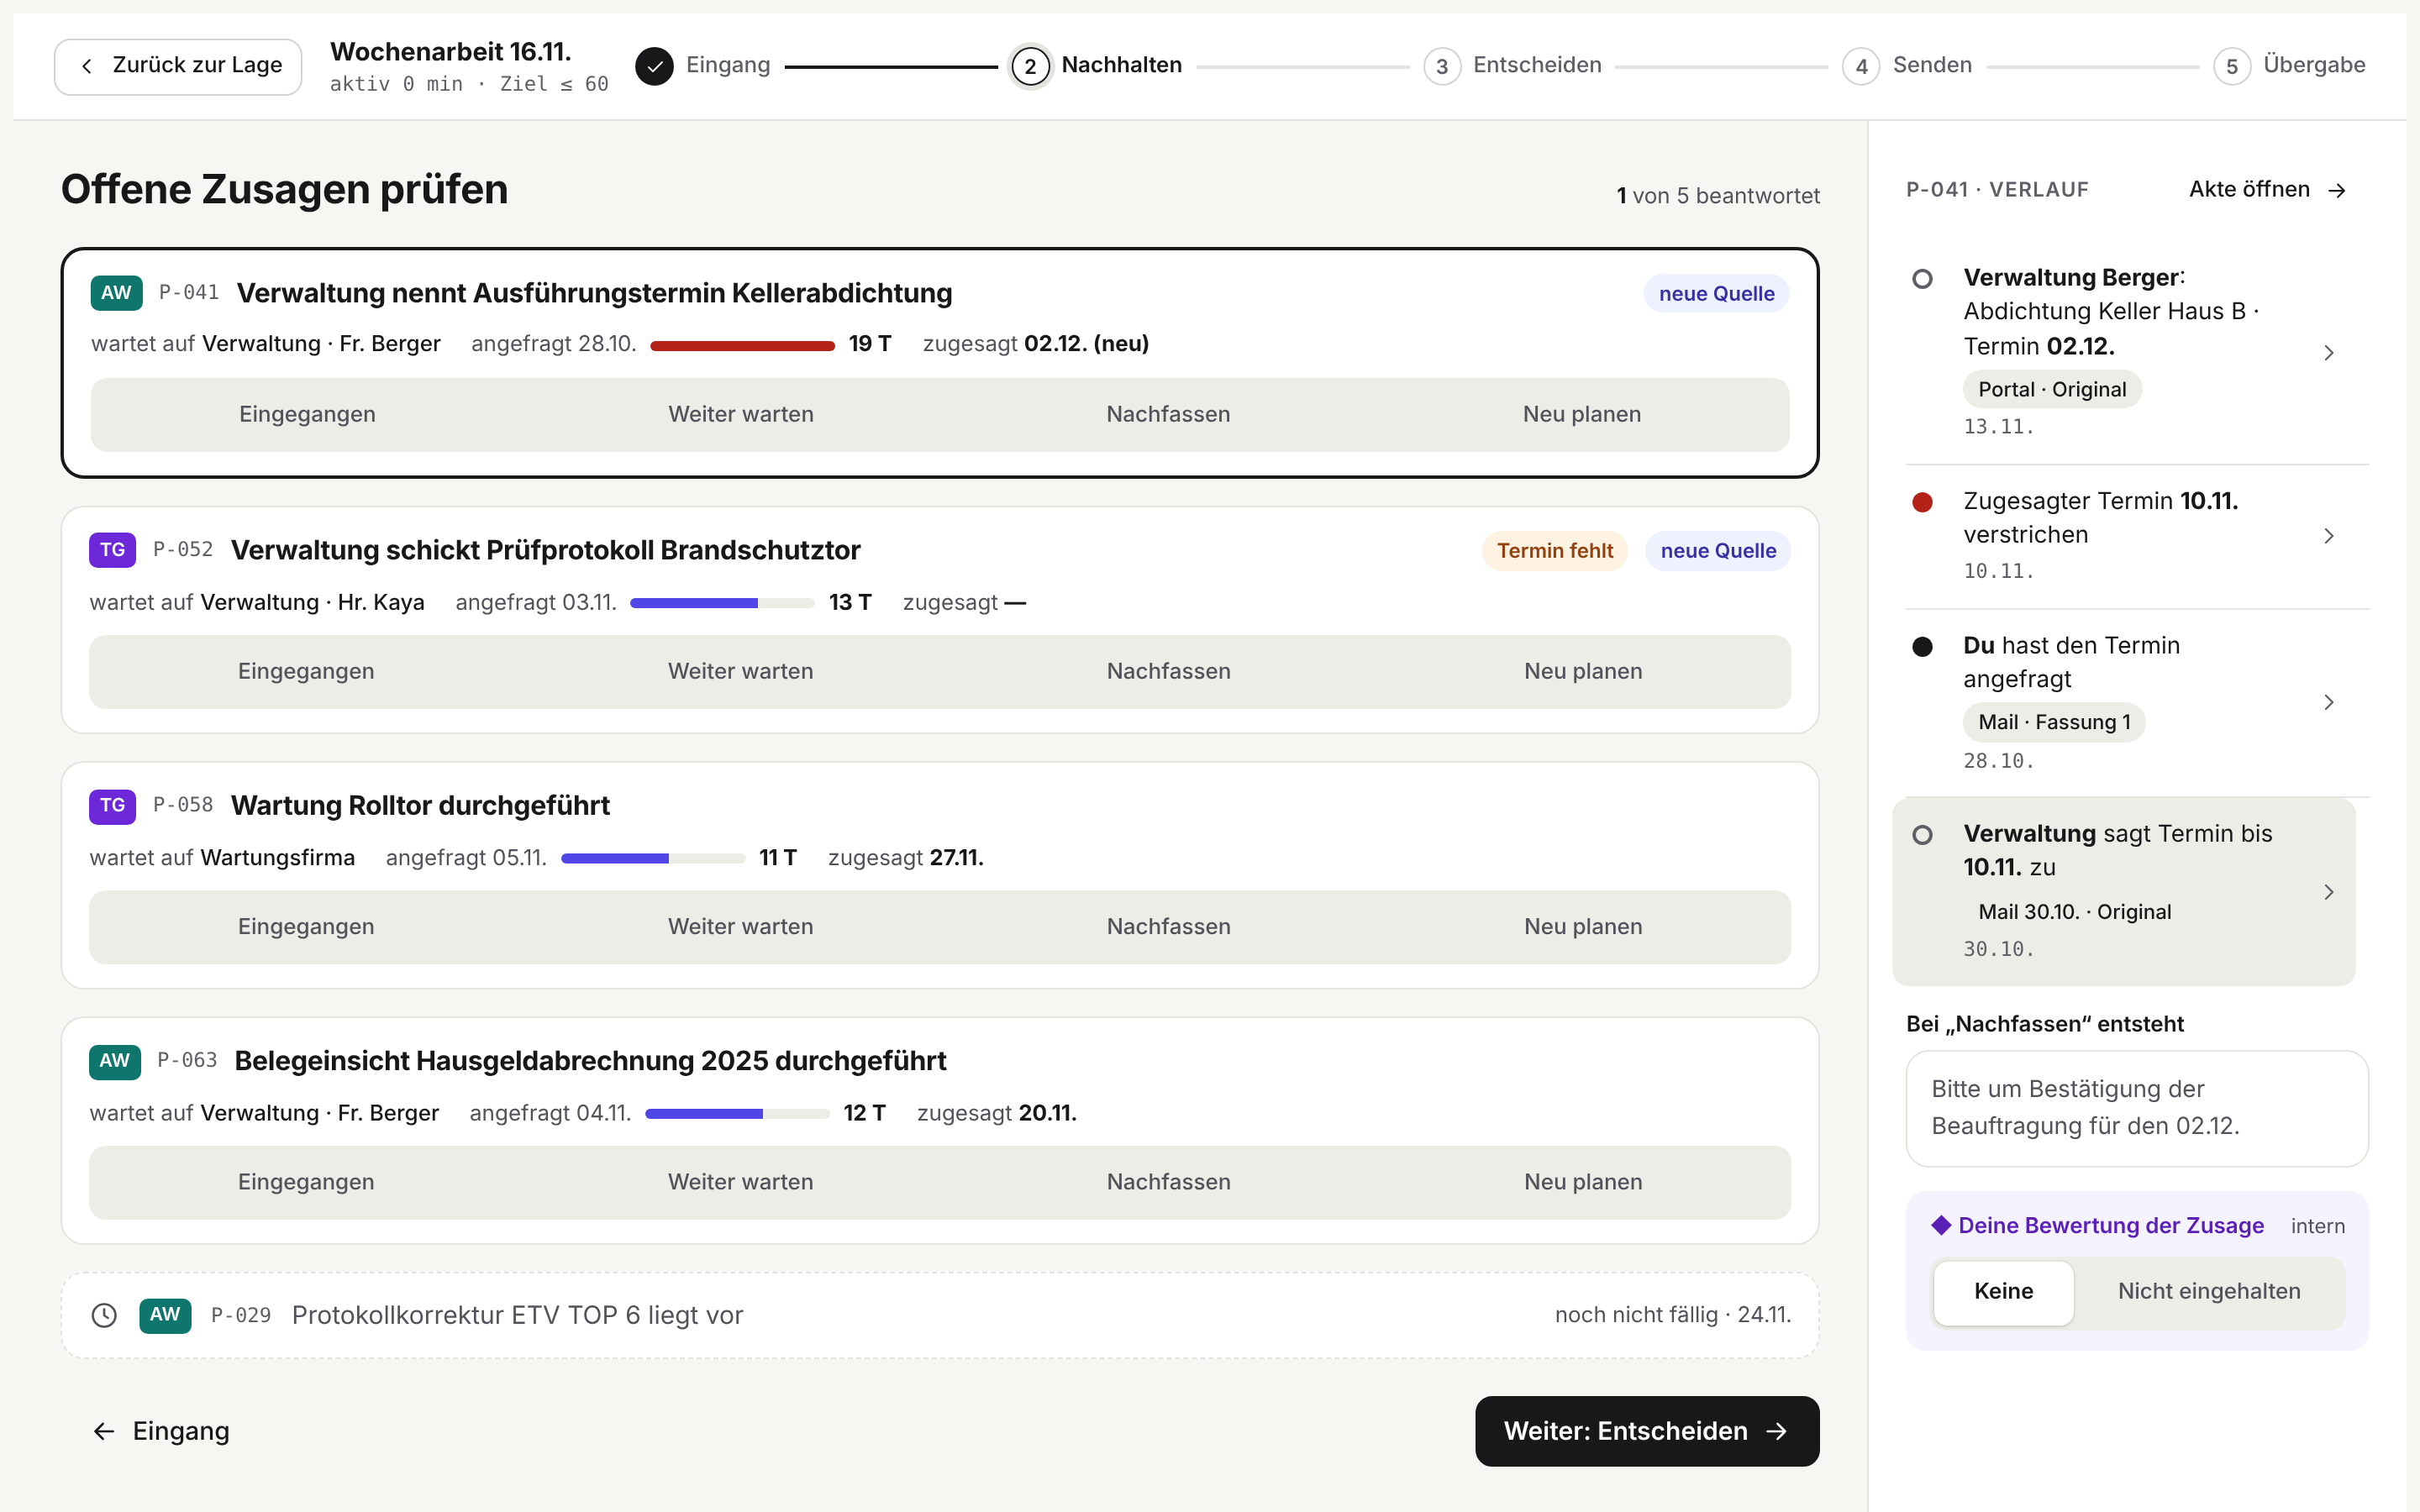 Zurück zur Lage
Wochenarbeit 16.11.
aktiv 0 min · Ziel ≤ 60
Eingang
2 Nachhalten
3 Entscheiden
4 Senden
5 Übergabe
Offene Zusagen prüfen
1 von 5 beantwortet
AW P-041 Verwaltung nennt Ausführungstermin Kellerabdichtung neue Quelle
wartet auf Verwaltung · Fr. Berger angefragt 28.10. 19 T zugesagt 02.12. (neu)
Eingegangen Weiter warten Nachfassen Neu planen
TG P-052 Verwaltung schickt Prüfprotokoll Brandschutztor Termin fehlt neue Quelle
wartet auf Verwaltung · Hr. Kaya angefragt 03.11. 13 T zugesagt —
Eingegangen Weiter warten Nachfassen Neu planen
TG P-058 Wartung Rolltor durchgeführt
wartet auf Wartungsfirma angefragt 05.11. 11 T zugesagt 27.11.
Eingegangen Weiter warten Nachfassen Neu planen
AW P-063 Belegeinsicht Hausgeldabrechnung 2025 durchgeführt
wartet auf Verwaltung · Fr. Berger angefragt 04.11. 12 T zugesagt 20.11.
Eingegangen Weiter warten Nachfassen Neu planen
AW P-029 Protokollkorrektur ETV TOP 6 liegt vor noch nicht fällig · 24.11.
Eingang
Weiter: Entscheiden
P-041 · VERLAUF
Akte öffnen
Verwaltung Berger:
Abdichtung Keller Haus B ·
Termin 02.12.
Portal · Original
13.11.
Zugesagter Termin 10.11.
verstrichen
10.11.
Du hast den Termin
angefragt
Mail · Fassung 1
28.10.
Verwaltung sagt Termin bis
10.11. zu
Mail 30.10. · Original
30.10.
Bei „Nachfassen“ entsteht
Bitte um Bestätigung der
Beauftragung für den 02.12.
Deine Bewertung der Zusage intern
Keine Nicht eingehalten